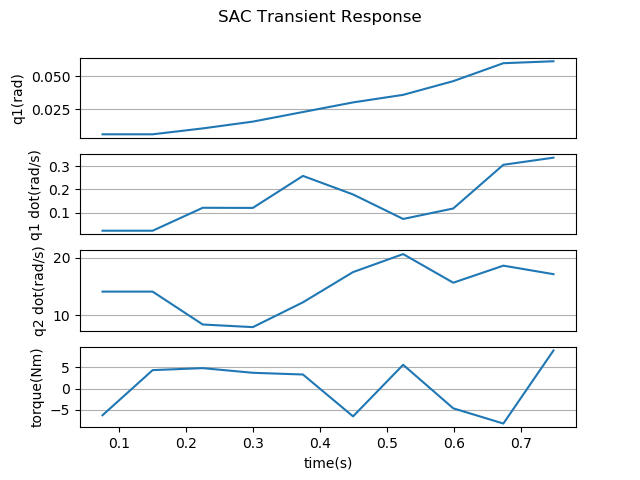 SAC Transient Response
q1(rad)
0.050
0.025
q1 dot(rad/s)
0.3
0.2
0.1
q2 dot(rad/s)
20
10
torque(Nm)
5
0
−5
0.1 0.2 0.3 0.4 0.5 0.6 0.7
time(s)